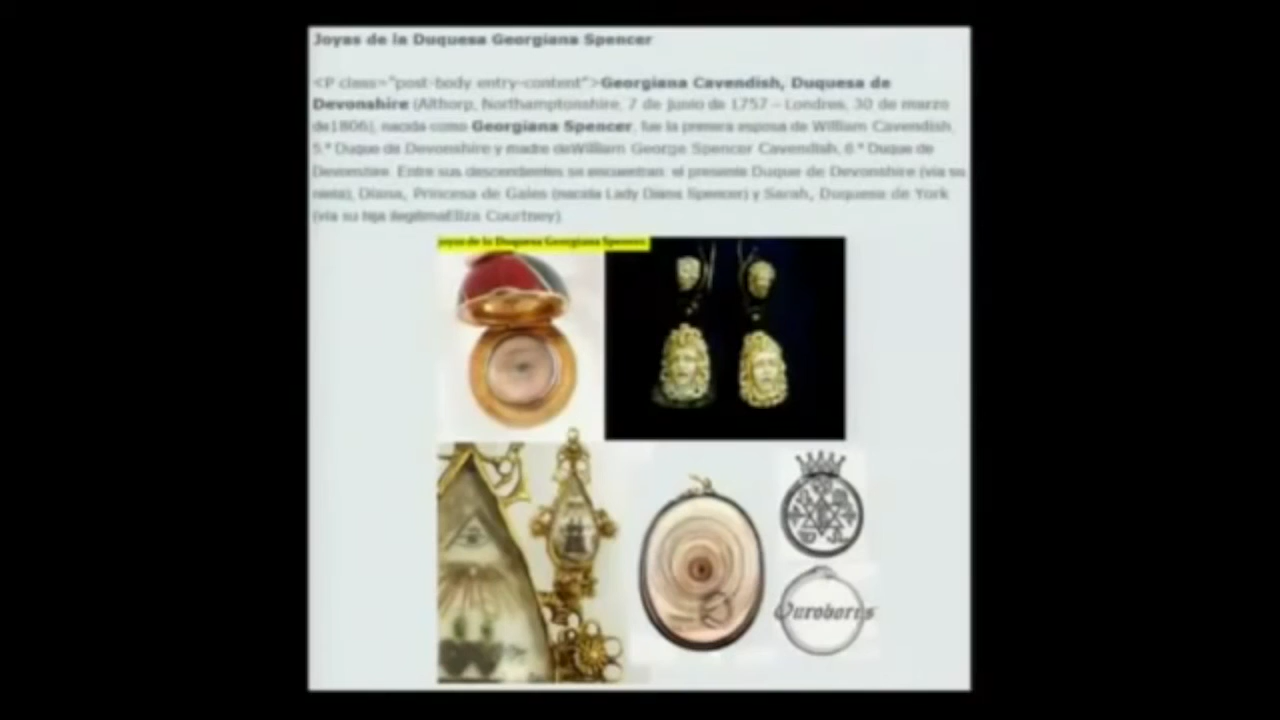 Joyas de la Duquesa Georgiana Spencer
<P class="post-body entry-content">Georgiana Cavendish, Duquesa de
Devonshire (Althorp, Northamptonshire, 7 de junio de 1757 – Londres, 30 de marzo
de1806), nacida como Georgiana Spencer, fue la primera esposa de William Cavendish,
5.º Duque de Devonshire y madre deWilliam George Spencer Cavendish, 6.º Duque de
Devonshire. Entre sus descendientes se encuentran: el presente Duque de Devonshire (vía su
nieta), Diana, Princesa de Gales (nacida Lady Diana Spencer) y Sarah, Duquesa de York
(vía su hija ilegítimaEliza Courtney).
Joyas de la Duquesa Georgiana Spencer
Ouroboros